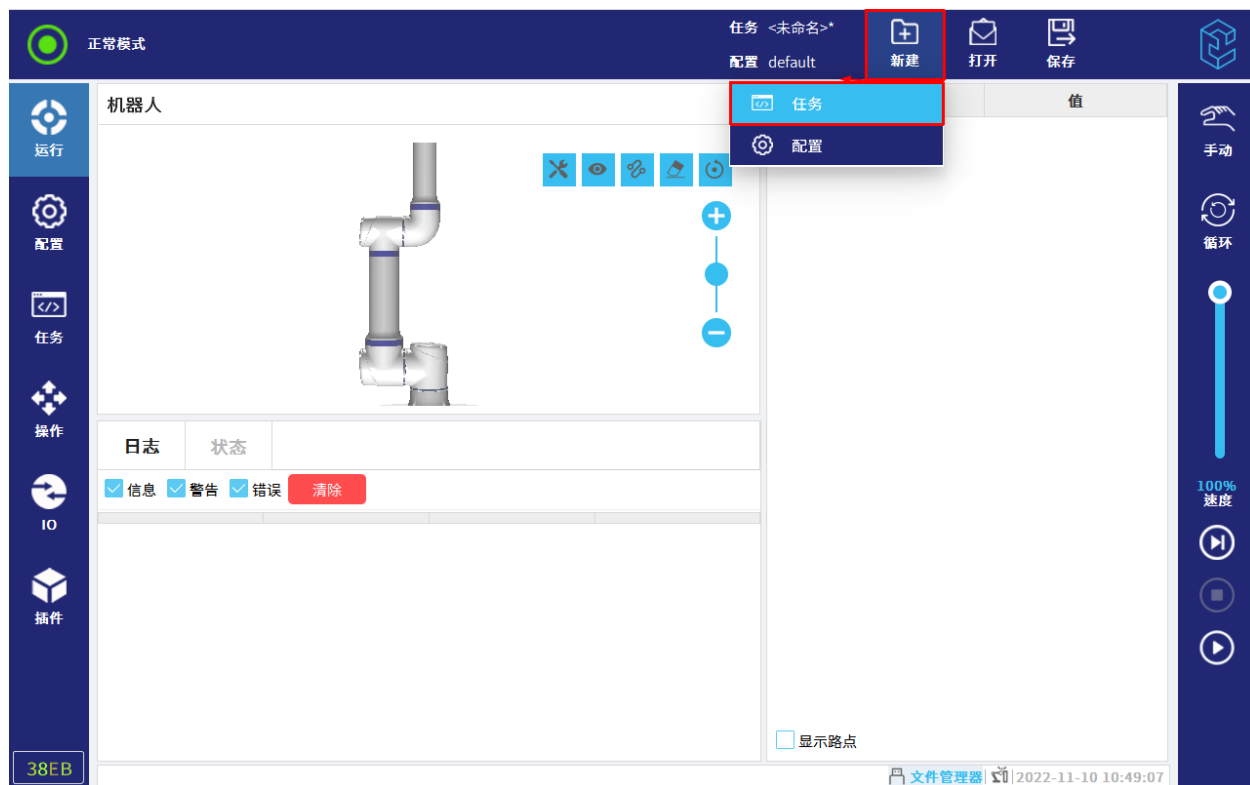 正常模式
任务 <未命名>*
配置 default
新建
打开
保存
任务
配置
运行
配置
任务
操作
IO
插件
38EB
机器人
值
日志
状态
信息
警告
错误
清除
显示路点
文件管理器
2022-11-10 10:49:07
手动
循环
100%
速度